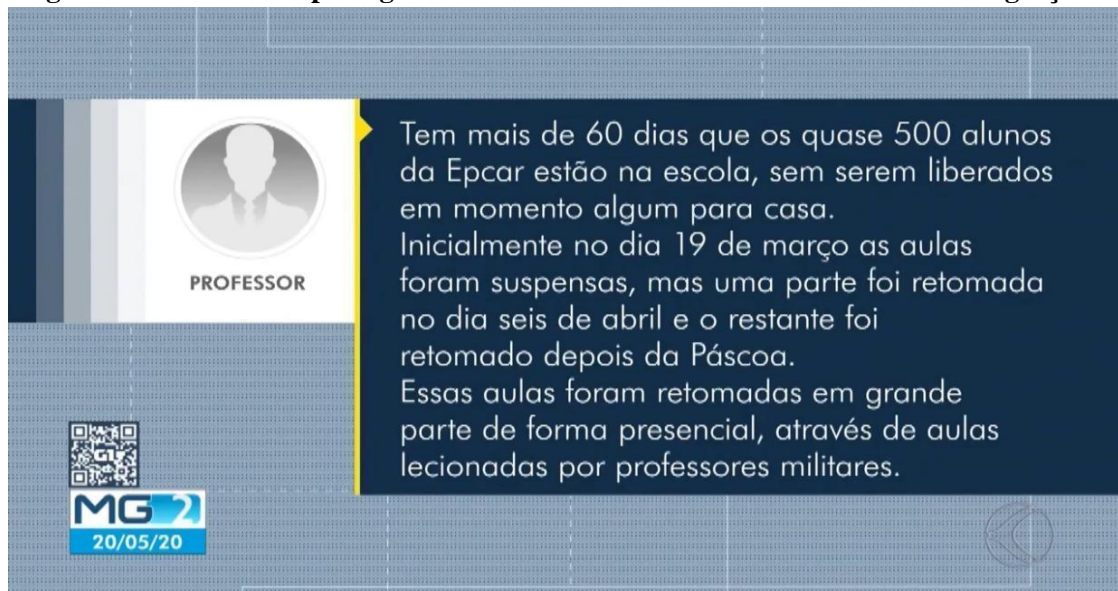 PROFESSOR
Tem mais de 60 dias que os quase 500 alunos
da Epcar estão na escola, sem serem liberados
em momento algum para casa.
Inicialmente no dia 19 de março as aulas
foram suspensas, mas uma parte foi retomada
no dia seis de abril e o restante foi
retomado depois da Páscoa.
Essas aulas foram retomadas em grande
parte de forma presencial, através de aulas
lecionadas por professores militares.
G1
MG 2
20/05/20